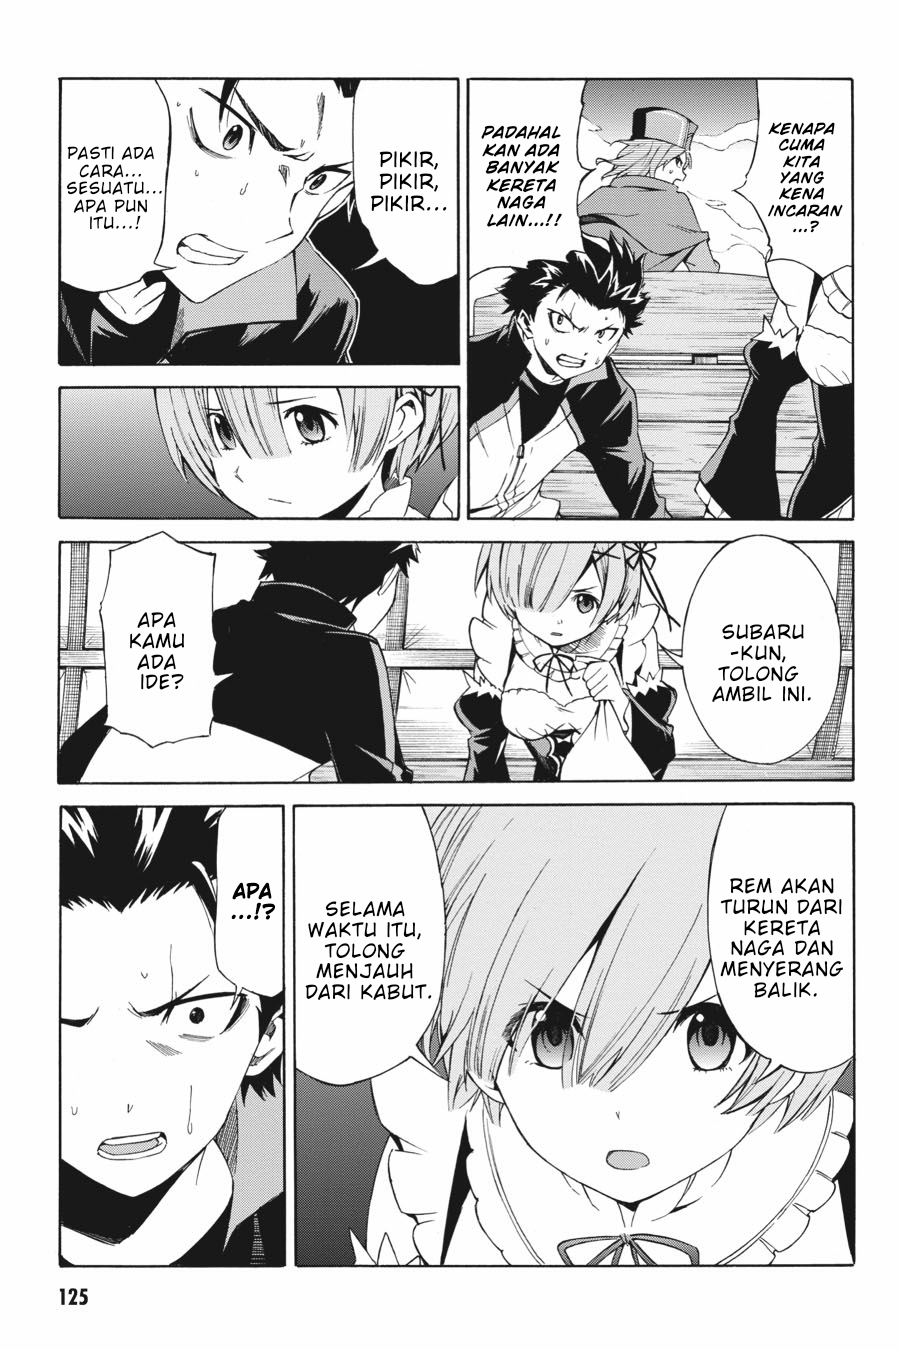 KENAPA
CUMA
KITA
YANG
KENA
INCARAN
...?
PADAHAL
KAN ADA
BANYAK
KERETA
NAGA
LAIN...!!
PIKIR,
PIKIR,
PIKIR...
PASTI ADA
CARA...
SESUATU...
APA PUN
ITU...!
SUBARU
-KUN,
TOLONG
AMBIL INI.
APA
KAMU
ADA
IDE?
REM AKAN
TURUN DARI
KERETA
NAGA DAN
MENYERANG
BALIK.
SELAMA
WAKTU ITU,
TOLONG
MENJAUH
DARI KABUT.
APA
...!?
125